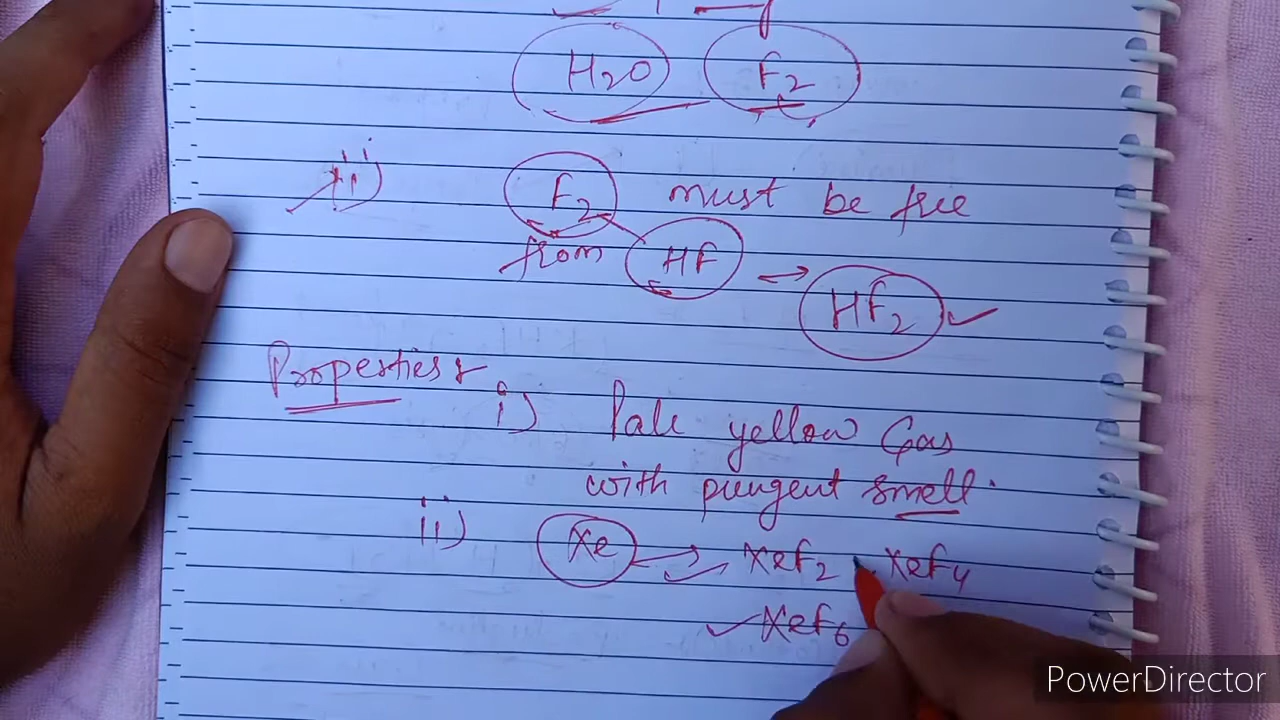 H2O F2
ii) F2 must be free
from HF → HF2 ✓
Properties:
i) Pale yellow Gas
with pungent smell.
ii) Xe → XeF2, XeF4
XeF6
PowerDirector